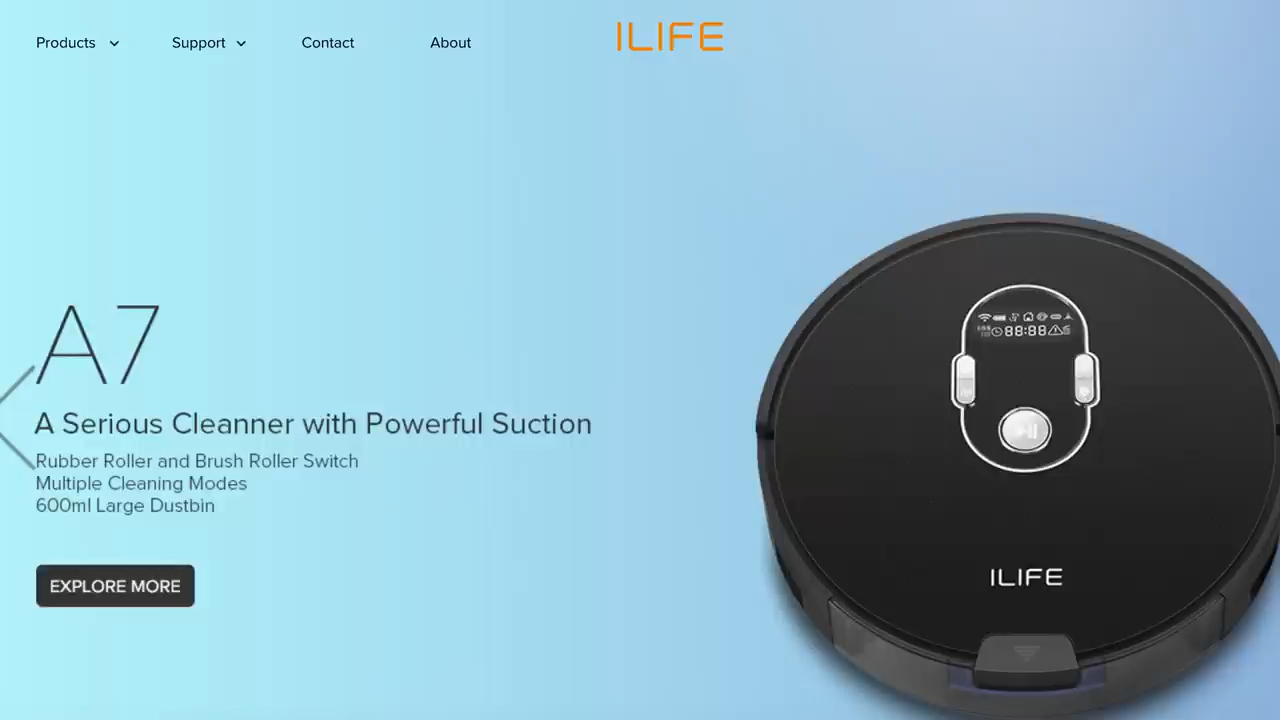 Products
Support
Contact
About
ILIFE
A7
A Serious Cleanner with Powerful Suction
Rubber Roller and Brush Roller Switch
Multiple Cleaning Modes
600ml Large Dustbin
EXPLORE MORE
88:88
ILIFE